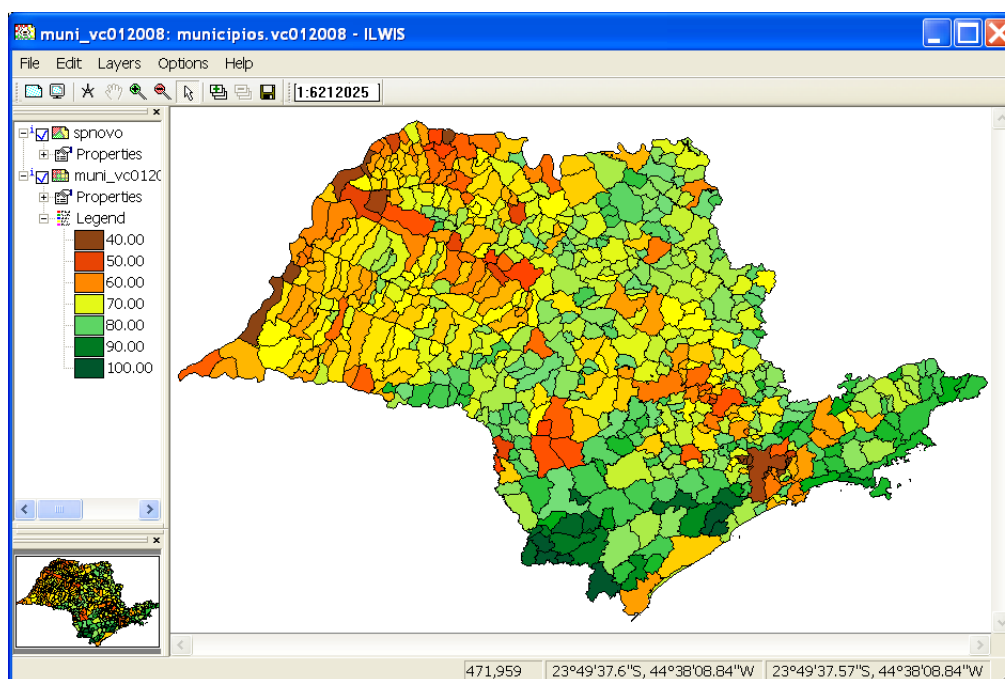 muni_vc012008: municipios.vc012008 - ILWIS
File Edit Layers Options Help
1:6212025
spnovo
Properties
muni_vc0120
Properties
Legend
40.00
50.00
60.00
70.00
80.00
90.00
100.00
471,959 23°49'37.6"S, 44°38'08.84"W 23°49'37.57"S, 44°38'08.84"W